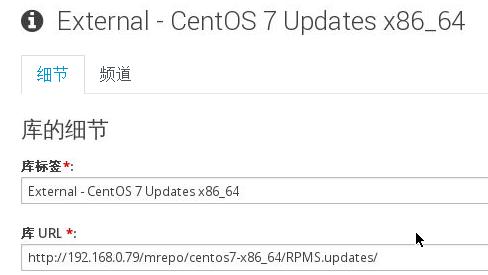 External - CentOS 7 Updates x86_64
细节 频道
库的细节
库标签*:
External - CentOS 7 Updates x86_64
库 URL *:
http://192.168.0.79/mrepo/centos7-x86_64/RPMS.updates/